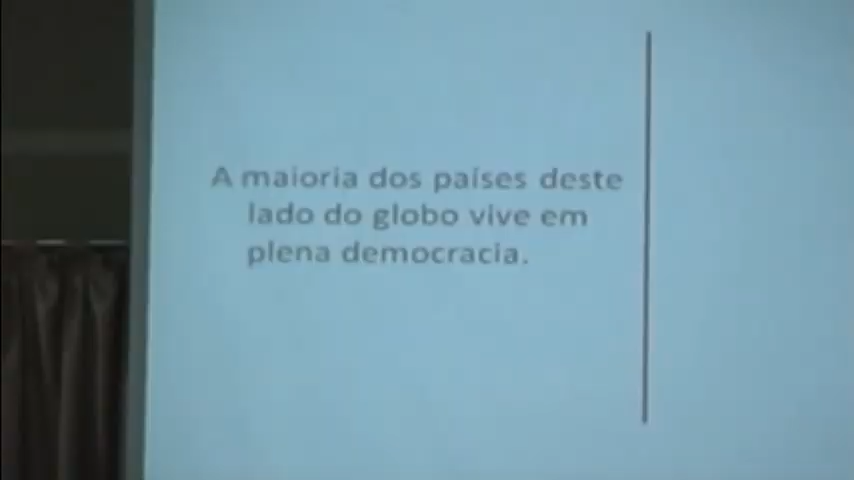 A maioria dos países deste
lado do globo vive em
plena democracia.